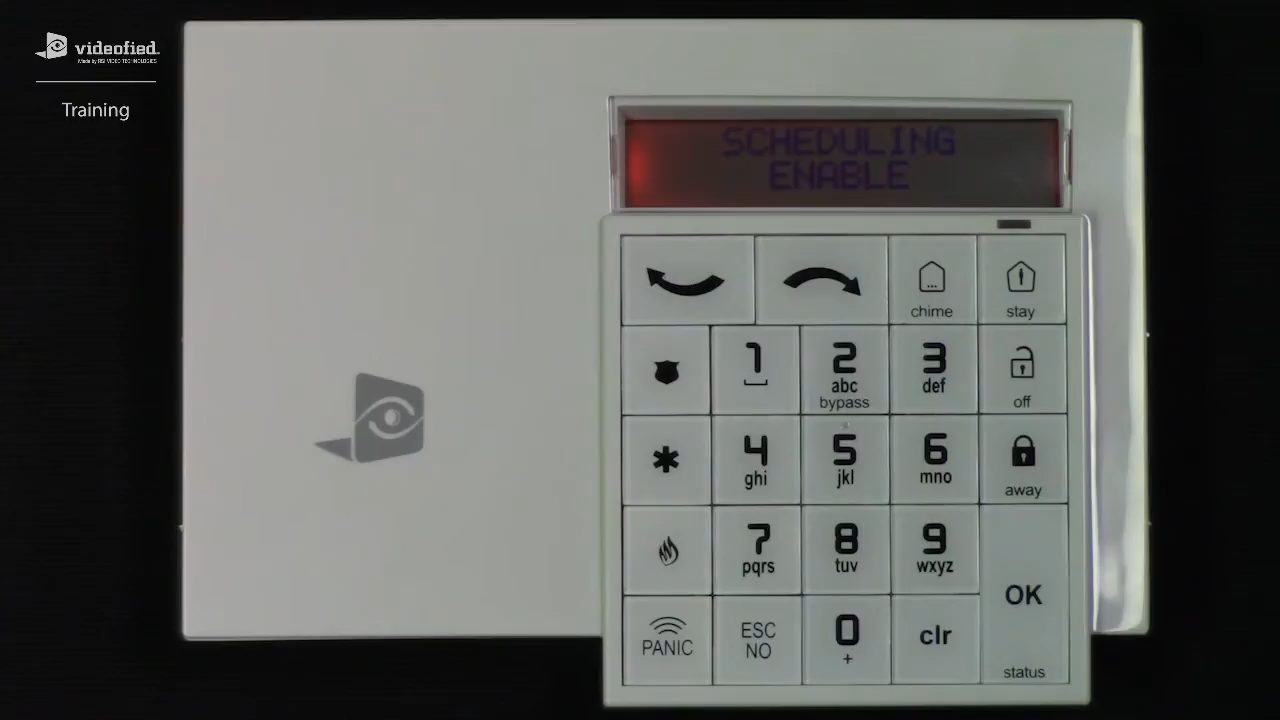 videofied.
Made by RSI VIDEO TECHNOLOGIES
Training
SCHEDULING
ENABLE
chime
stay
1
2
abc
bypass
3
def
off
*
4
ghi
5
jkl
6
mno
away
7
pqrs
8
tuv
9
wxyz
OK
status
PANIC
ESC
NO
0
+
clr